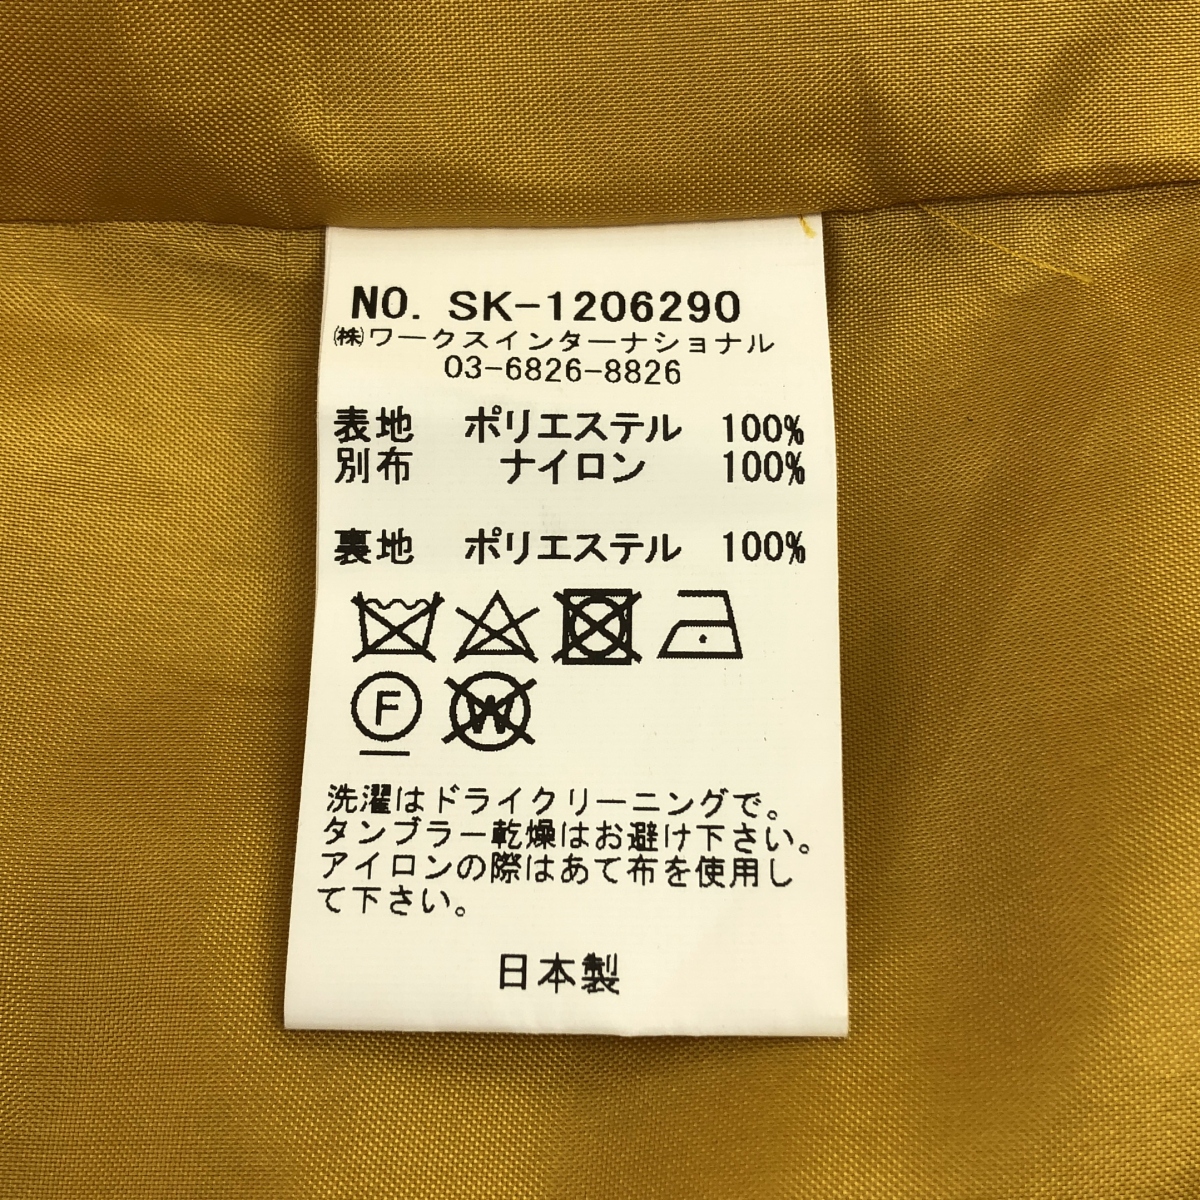 NO. SK-1206290
㈱ワークスインターナショナル
03-6826-8826
表地 ポリエステル 100%
別布 ナイロン 100%
裏地 ポリエステル 100%
F W
洗濯はドライクリーニングで。
タンブラー乾燥はお避け下さい。
アイロンの際はあて布を使用し
て下さい。
日本製